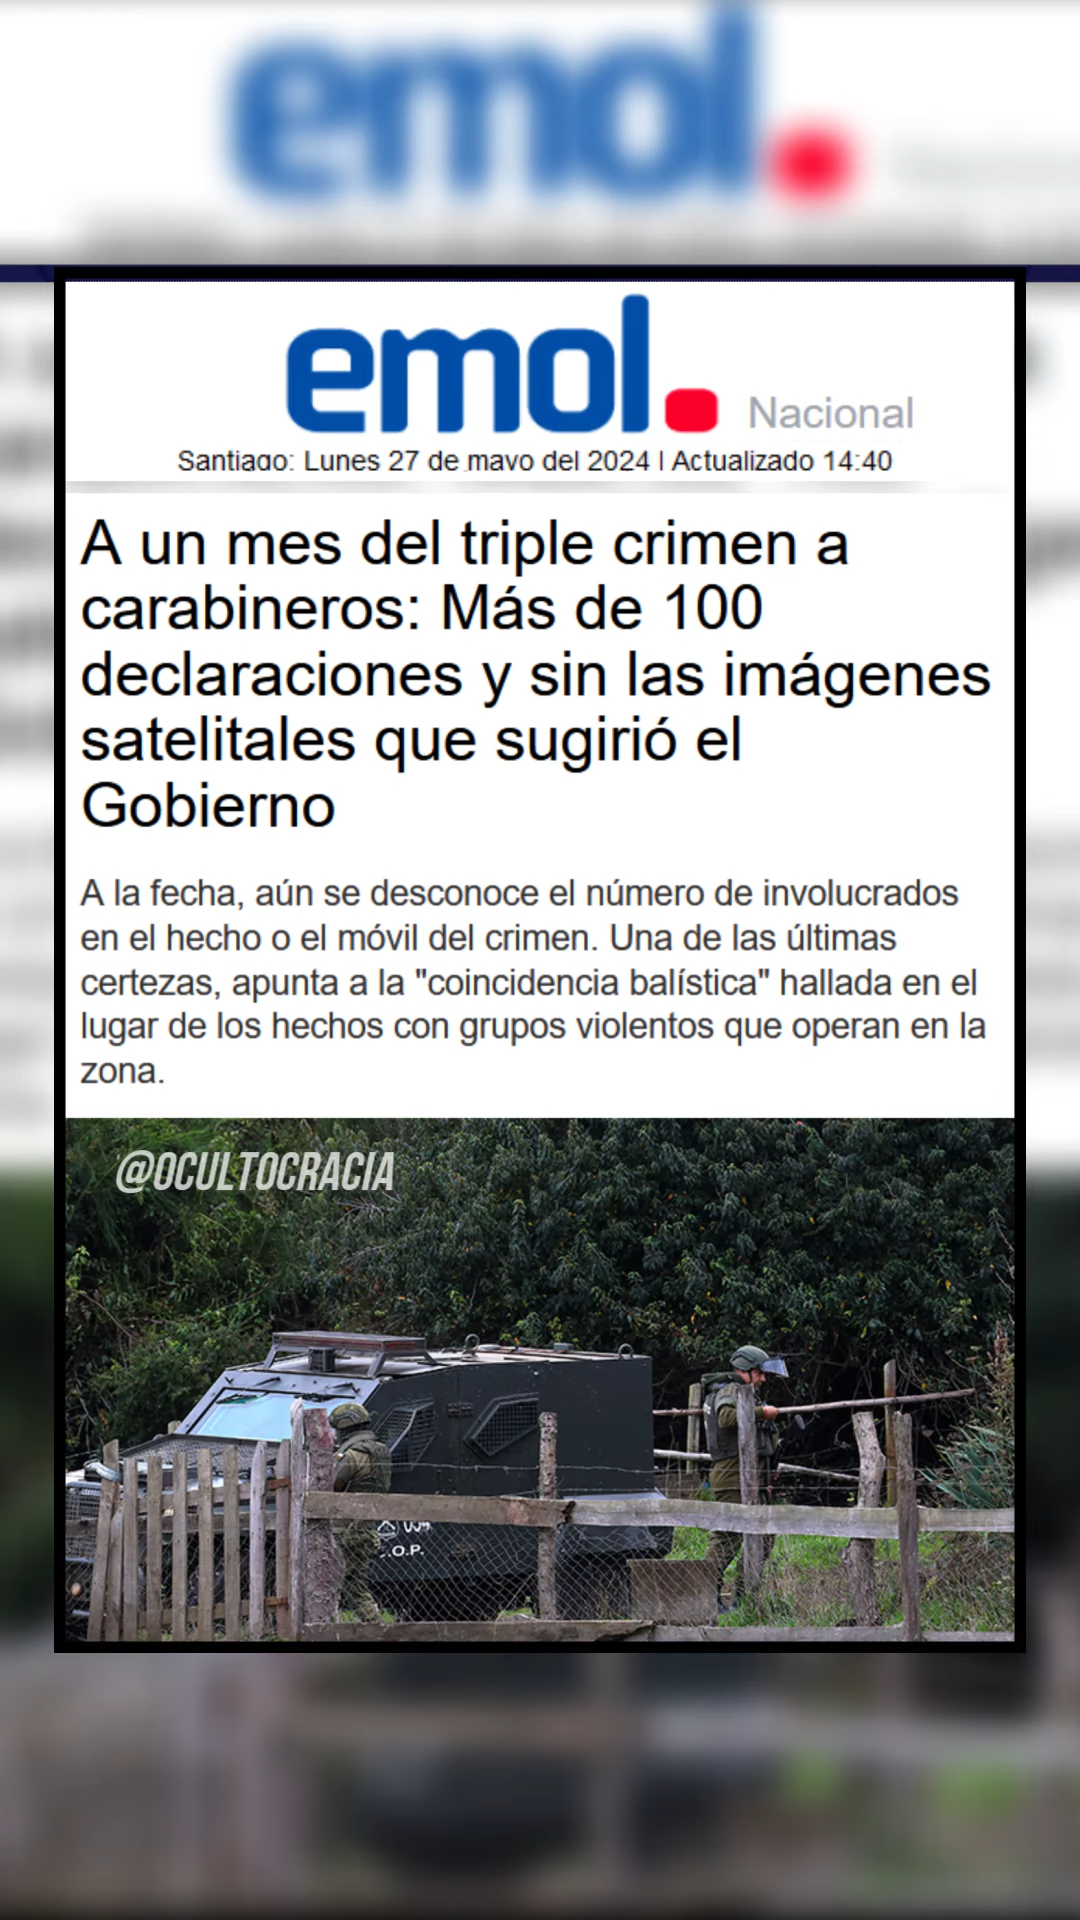 emol.
emol. Nacional
Santiago: Lunes 27 de mayo del 2024 | Actualizado 14:40
A un mes del triple crimen a
carabineros: Más de 100
declaraciones y sin las imágenes
satelitales que sugirió el
Gobierno
A la fecha, aún se desconoce el número de involucrados
en el hecho o el móvil del crimen. Una de las últimas
certezas, apunta a la "coincidencia balística" hallada en el
lugar de los hechos con grupos violentos que operan en la
zona.
@OCULTOCRACIA
.O.P.